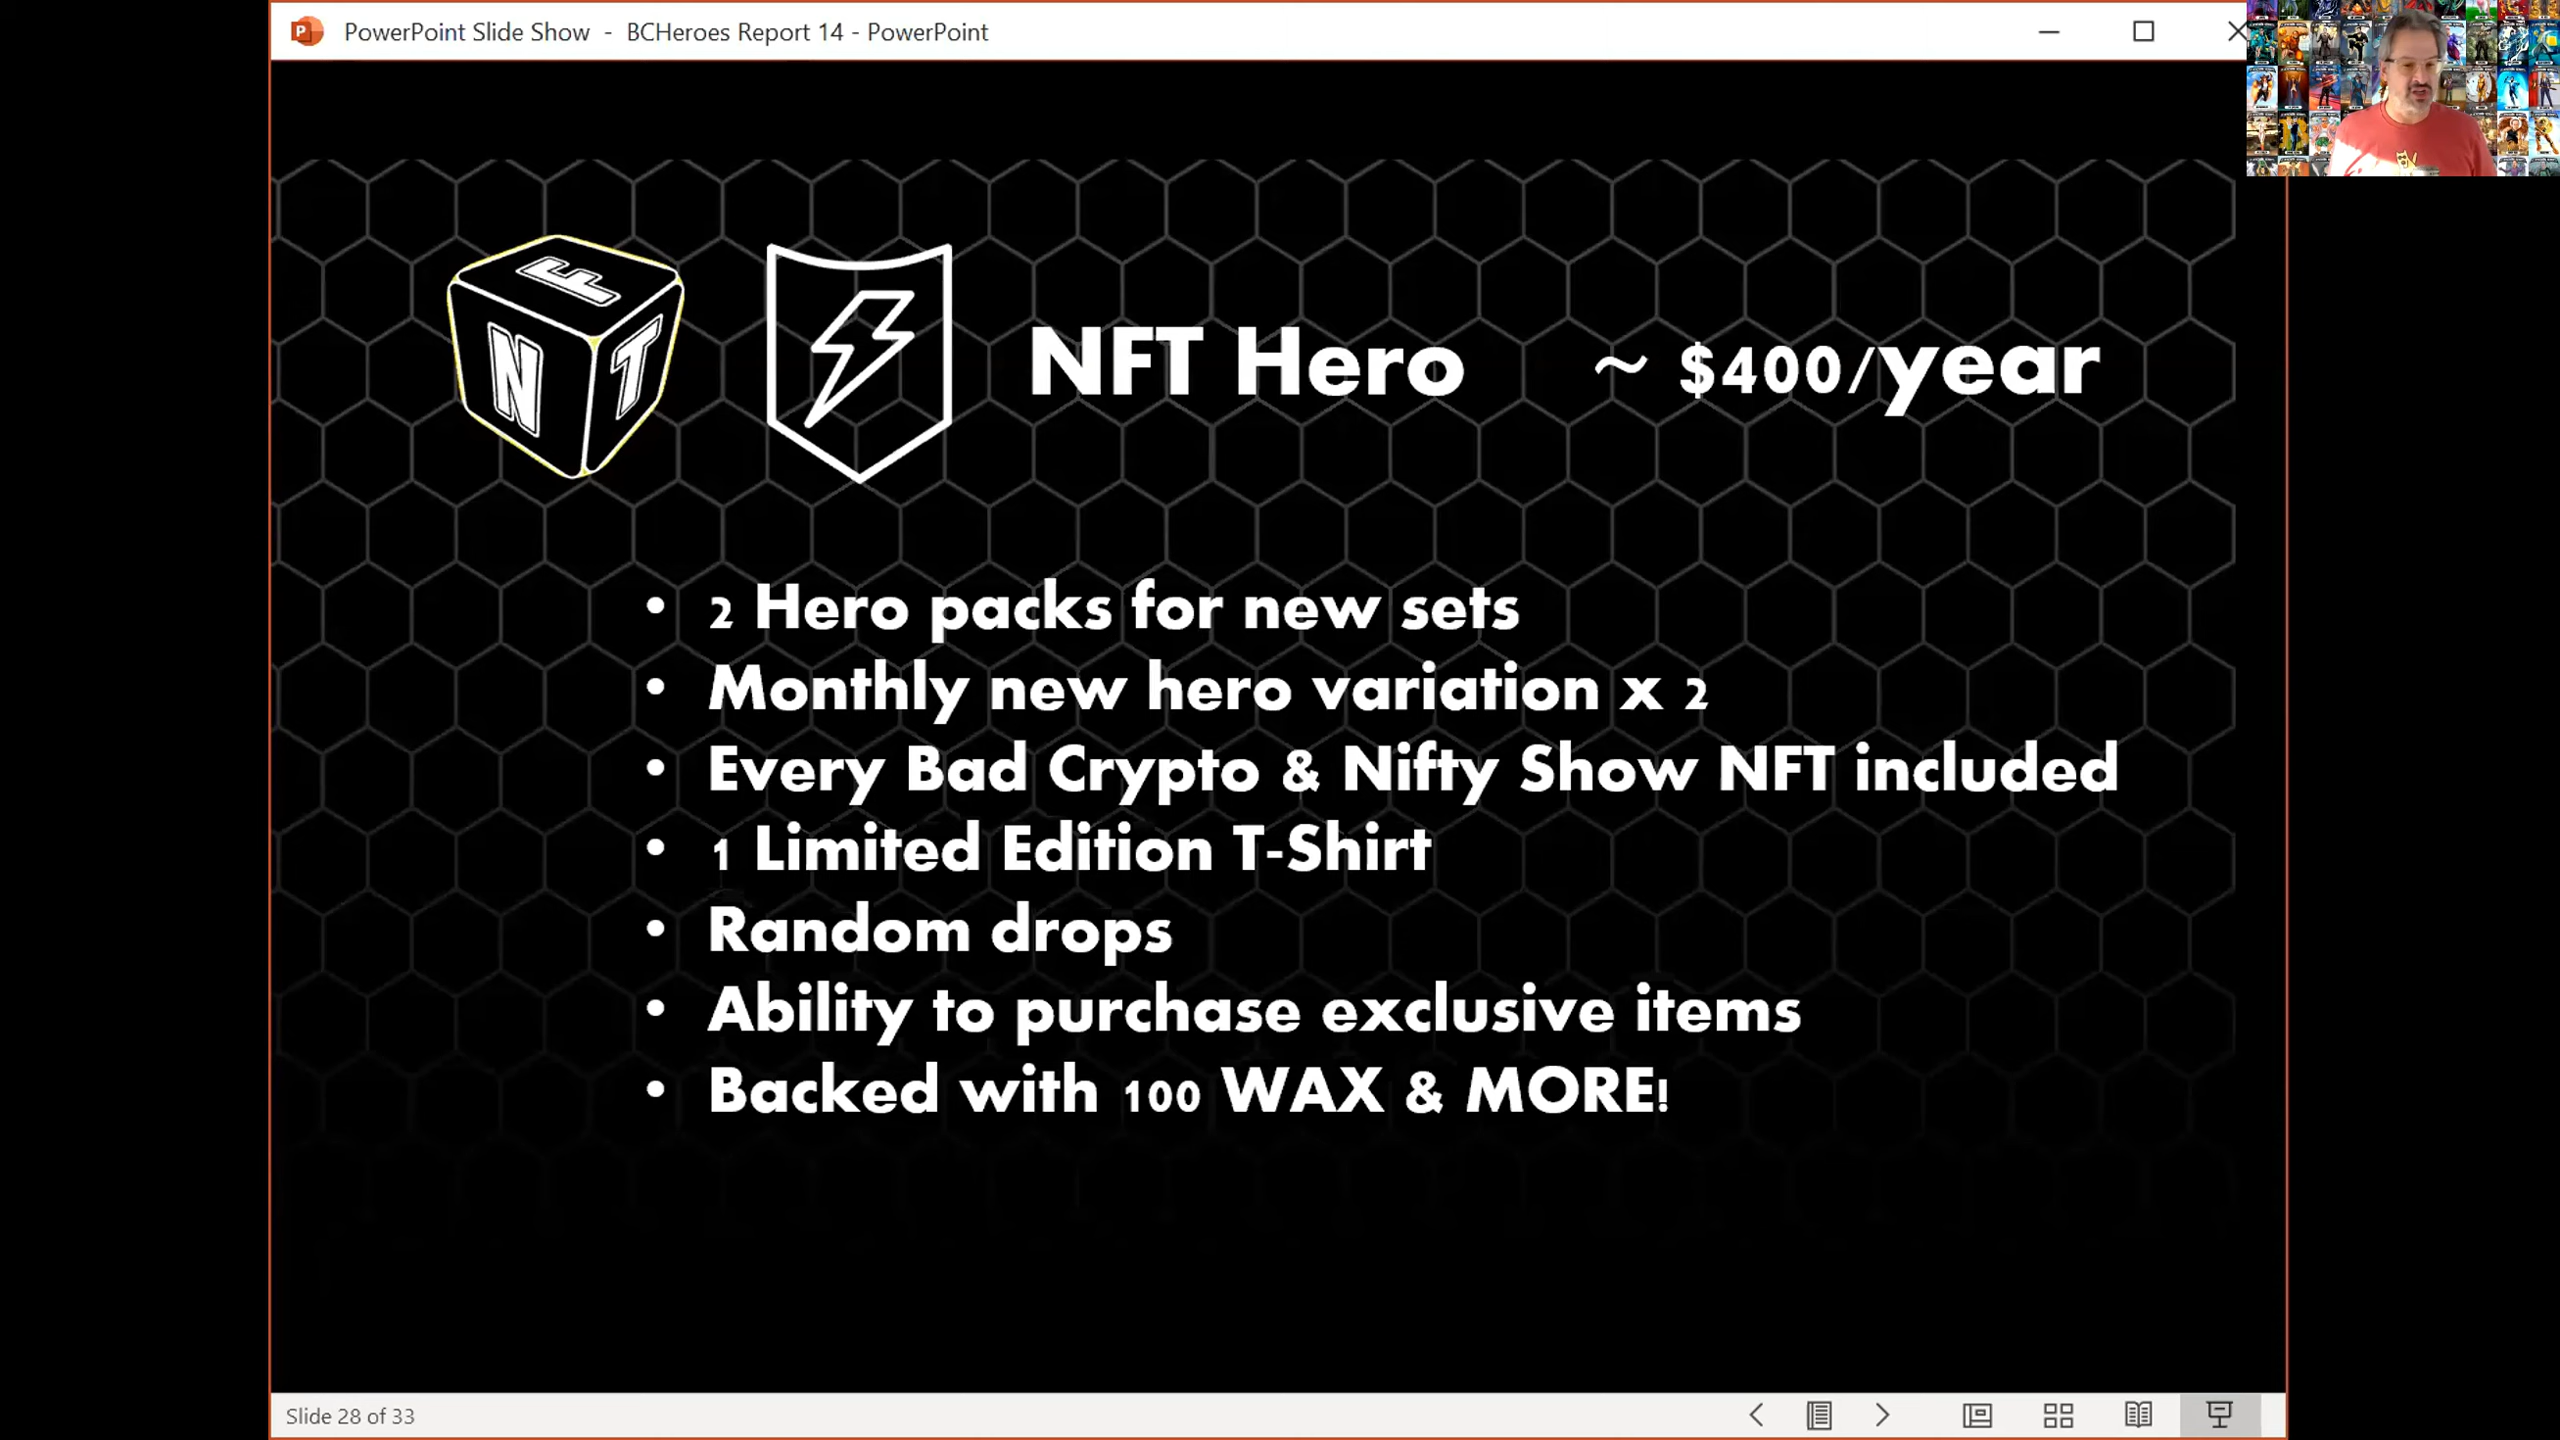 PowerPoint Slide Show - BCHeroes Report 14 - PowerPoint
NFT
NFT Hero ~ $400/year
• 2 Hero packs for new sets
• Monthly new hero variation x 2
• Every Bad Crypto & Nifty Show NFT included
• 1 Limited Edition T-Shirt
• Random drops
• Ability to purchase exclusive items
• Backed with 100 WAX & MORE!
Slide 28 of 33